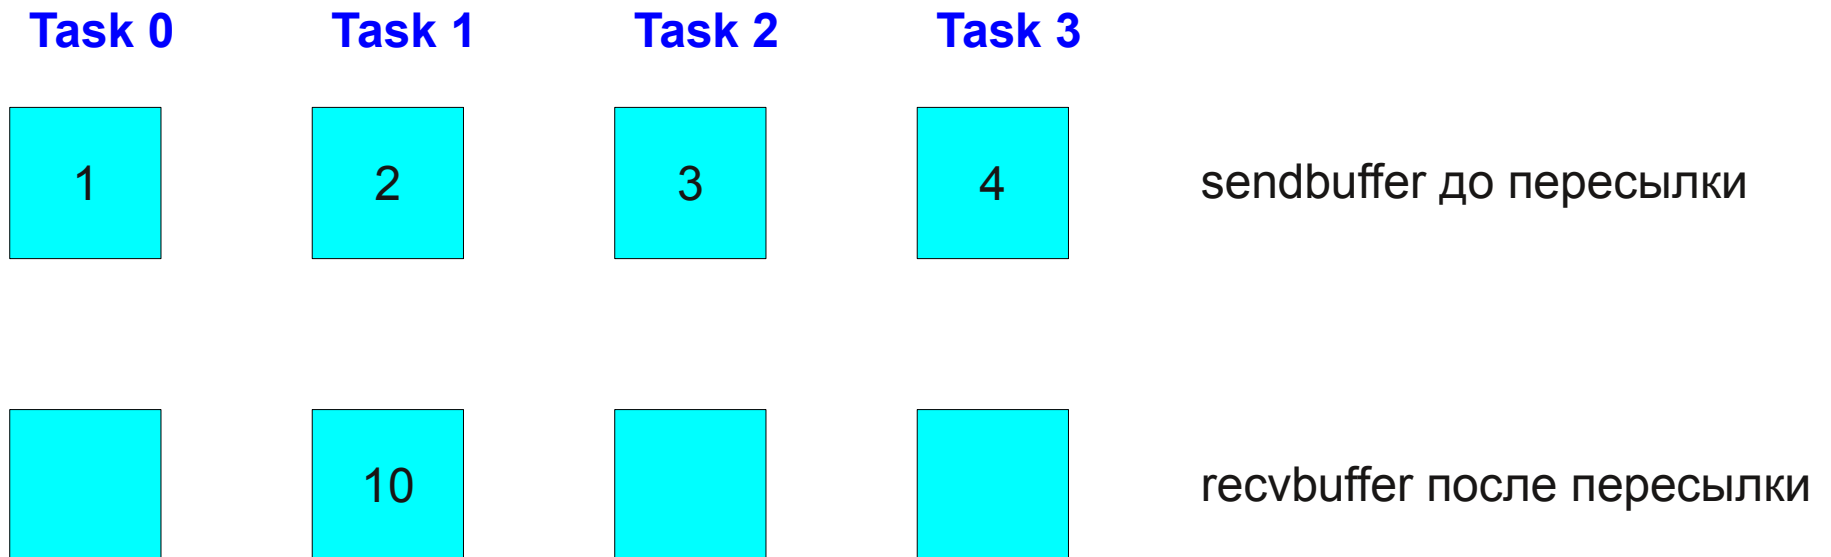 Task 0 Task 1 Task 2 Task 3
1 2 3 4 sendbuffer до пересылки
10 recvbuffer после пересылки